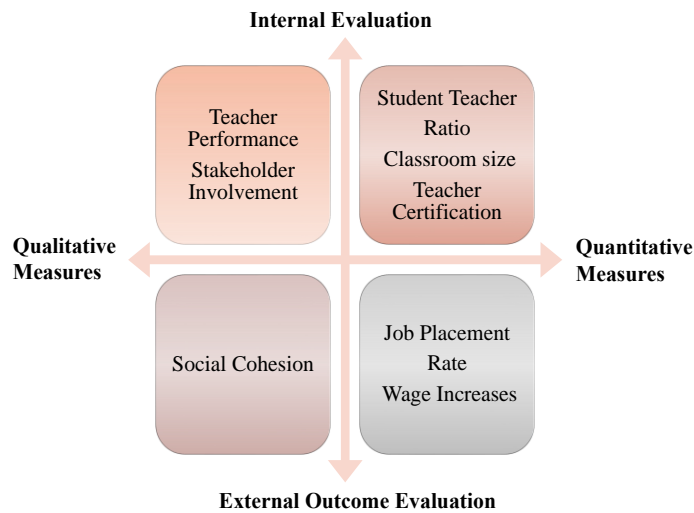 Internal Evaluation
Teacher
Performance
Stakeholder
Involvement
Student Teacher
Ratio
Classroom size
Teacher
Certification
Qualitative
Measures
Quantitative
Measures
Social Cohesion
Job Placement
Rate
Wage Increases
External Outcome Evaluation